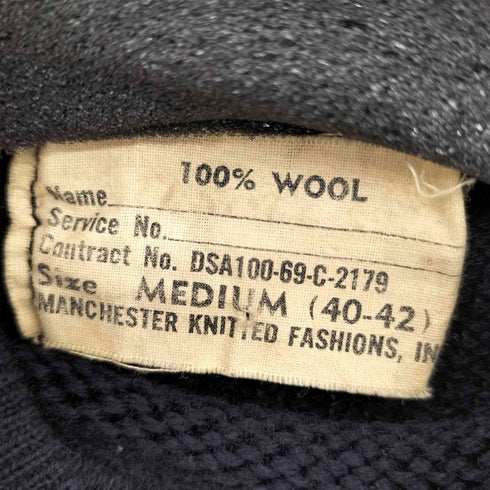 100% WOOL
Name
Service No.
Contract No. DSA100-69-C-2179
Size MEDIUM (40-42)
MANCHESTER KNITTED FASHIONS, IN